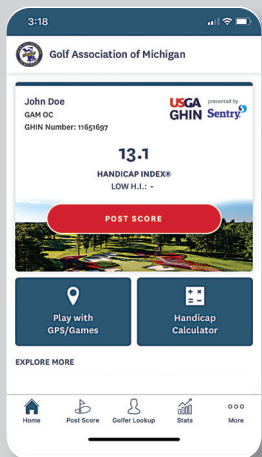 3:18
Golf Association of Michigan
John Doe
GAM OC
GHIN Number: 11651697
USGA
GHIN
presented by
Sentry
13.1
HANDICAP INDEX®
LOW H.I.: -
POST SCORE
Play with
GPS/Games
Handicap
Calculator
EXPLORE MORE
Home
Post Score
Golfer Lookup
Stats
More